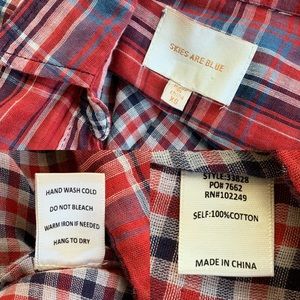 SKIES ARE BLUE
XS
HAND WASH COLD
DO NOT BLEACH
WARM IRON IF NEEDED
HANG TO DRY
STYLE:33828
PO# 7662
RN#102249
SELF:100%COTTON
MADE IN CHINA